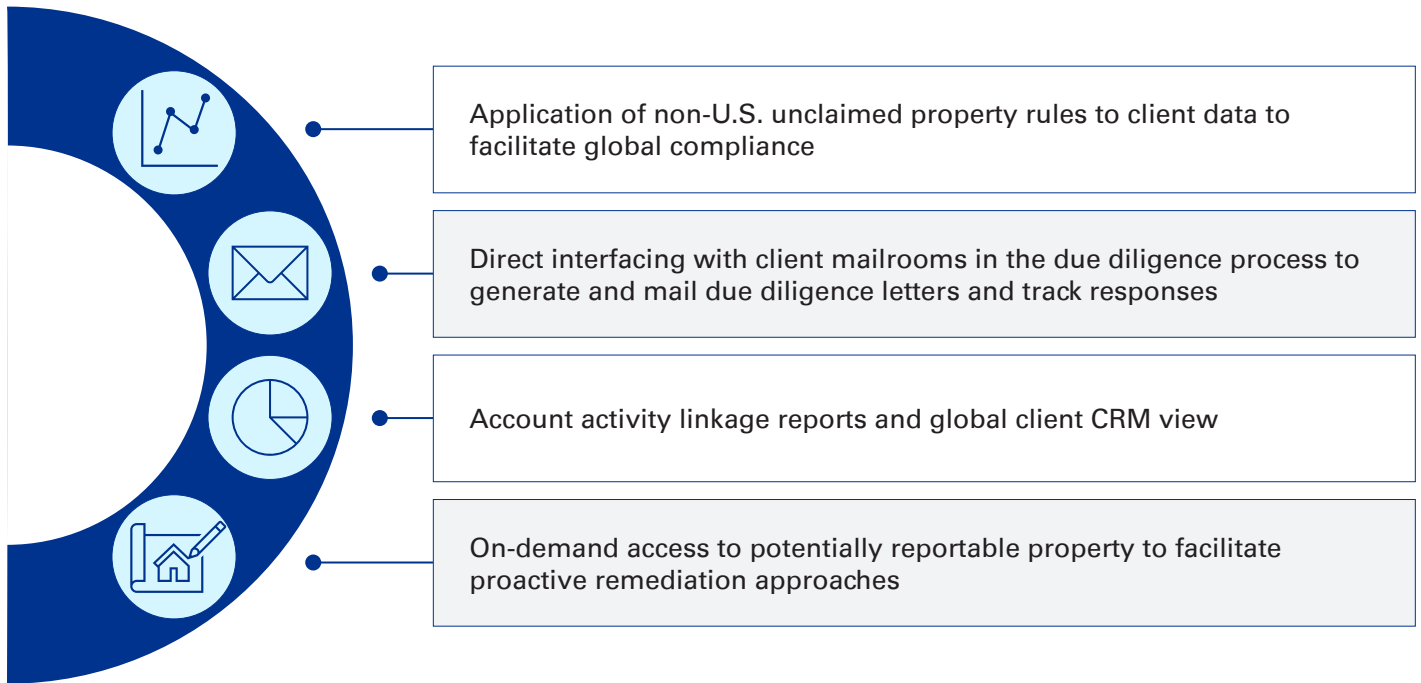 Application of non-U.S. unclaimed property rules to client data to
facilitate global compliance
Direct interfacing with client mailrooms in the due diligence process to
generate and mail due diligence letters and track responses
Account activity linkage reports and global client CRM view
On-demand access to potentially reportable property to facilitate
proactive remediation approaches